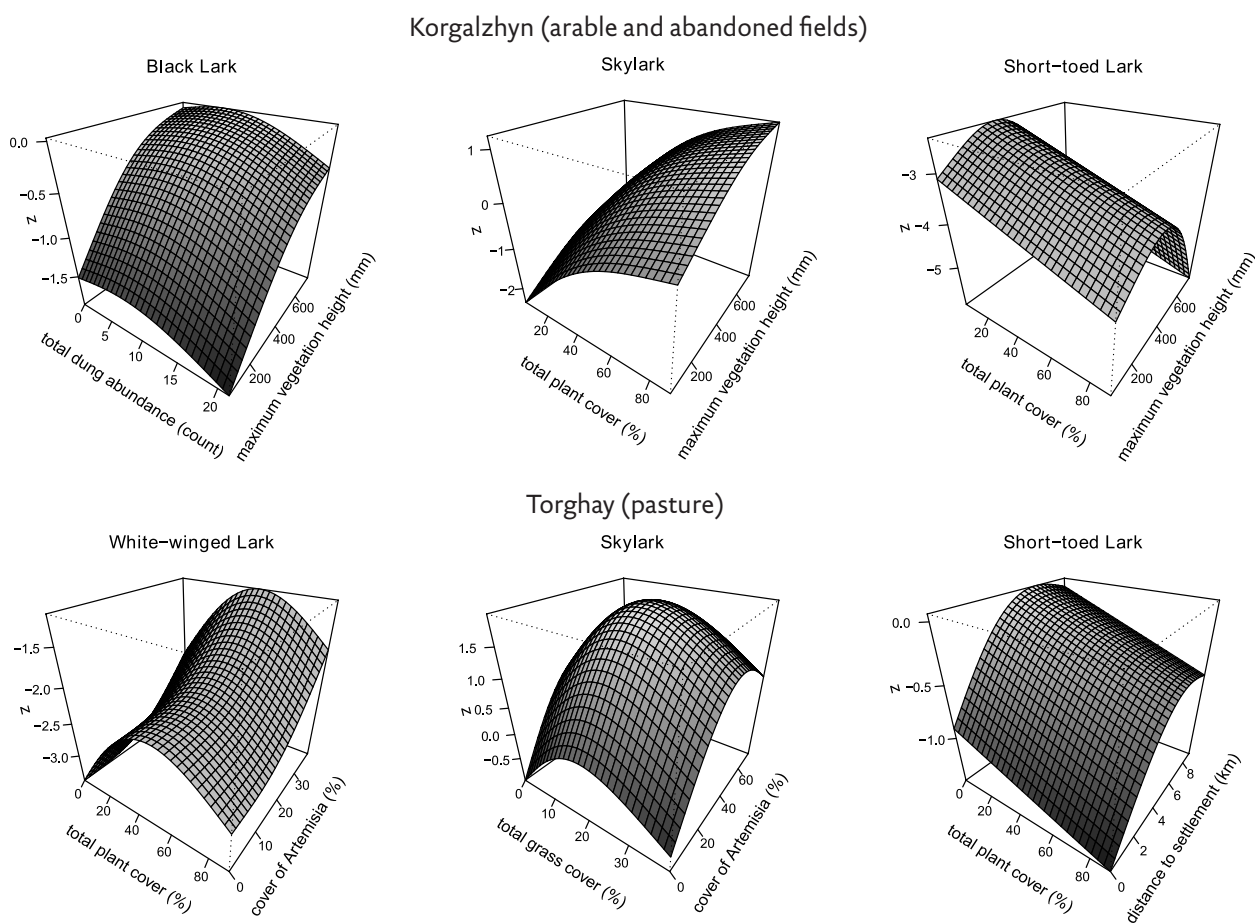 Korgalzhyn (arable and abandoned fields)
Black Lark
Skylark
Short-toed Lark
0.0
-0.5
-1.0
-1.5
z
0
5
10
15
20
total dung abundance (count)
200
400
600
maximum vegetation height (mm)
1
0
-1
-2
z
20
40
60
80
total plant cover (%)
200
400
600
maximum vegetation height (mm)
-3
-4
-5
z
20
40
60
80
total plant cover (%)
200
400
600
maximum vegetation height (mm)
Torghay (pasture)
White-winged Lark
Skylark
Short-toed Lark
-1.5
-2.0
-2.5
-3.0
z
0
20
40
60
80
total plant cover (%)
0
10
20
30
cover of Artemisia (%)
1.5
1.0
0.5
0.0
-0.5
z
0
10
20
30
total grass cover (%)
0
20
40
60
cover of Artemisia (%)
0.0
-0.5
-1.0
z
0
20
40
60
80
total plant cover (%)
0
2
4
6
8
distance to settlement (km)